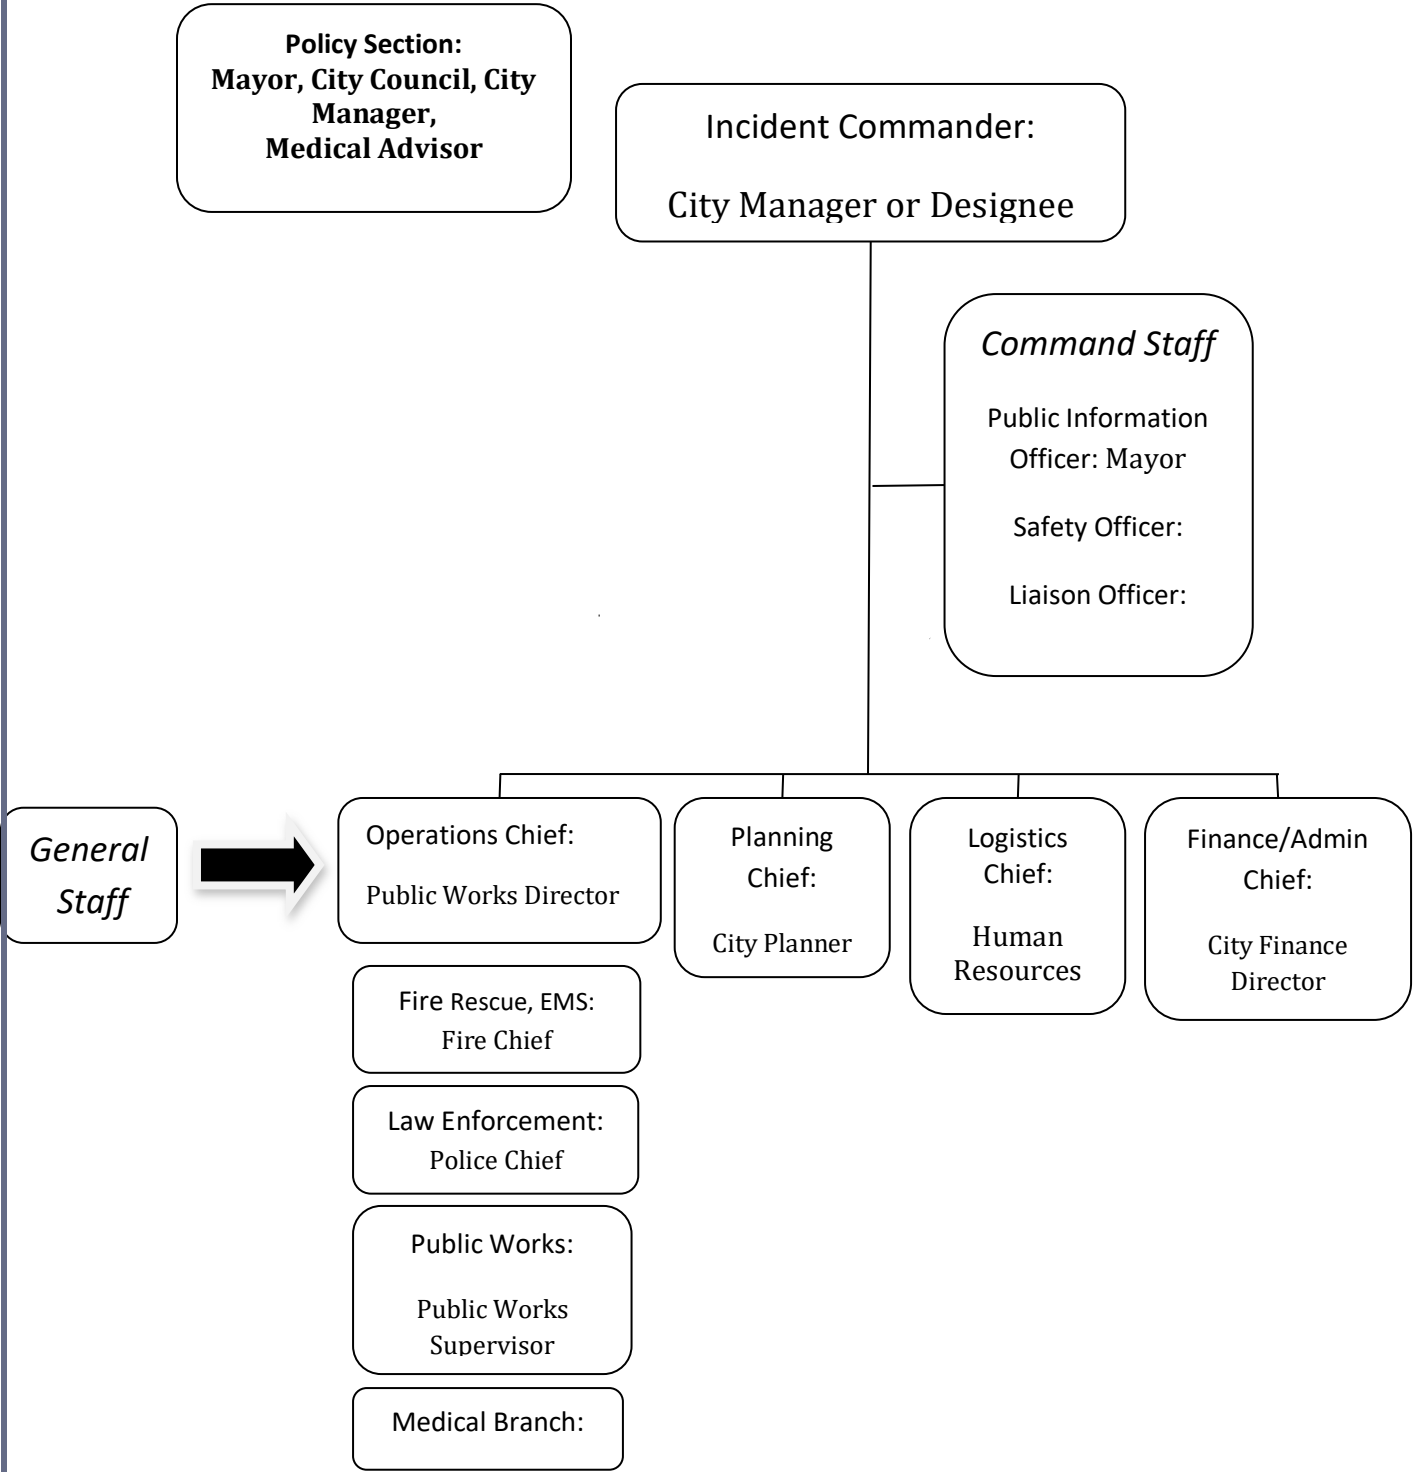 Policy Section:
Mayor, City Council, City
Manager,
Medical Advisor
Incident Commander:
City Manager or Designee
Command Staff
Public Information
Officer: Mayor
Safety Officer:
Liaison Officer:
General
Staff
Operations Chief:
Public Works Director
Planning
Chief:
City Planner
Logistics
Chief:
Human
Resources
Finance/Admin
Chief:
City Finance
Director
Fire Rescue, EMS:
Fire Chief
Law Enforcement:
Police Chief
Public Works:
Public Works
Supervisor
Medical Branch: